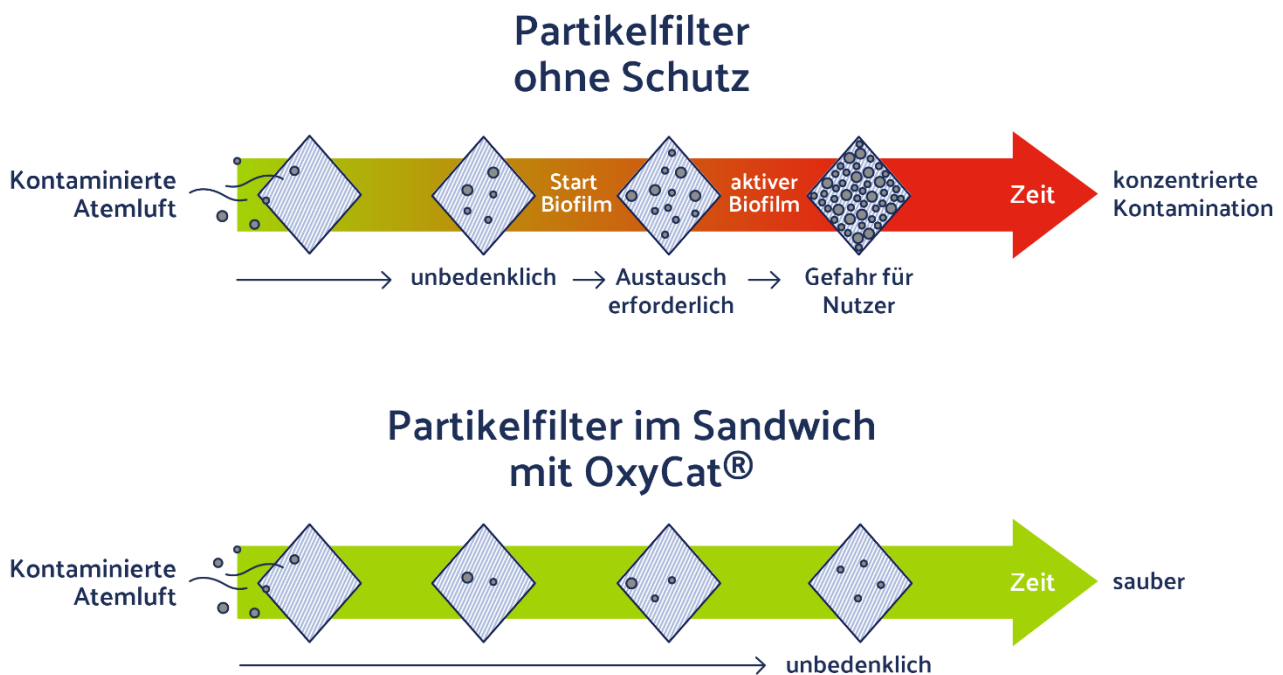 Partikelfilter
ohne Schutz
Kontaminierte
Atemluft
Start
Biofilm
aktiver
Biofilm
Zeit
konzentrierte
Kontamination
unbedenklich
Austausch
erforderlich
Gefahr für
Nutzer
Partikelfilter im Sandwich
mit OxyCat®
Kontaminierte
Atemluft
Zeit
sauber
unbedenklich